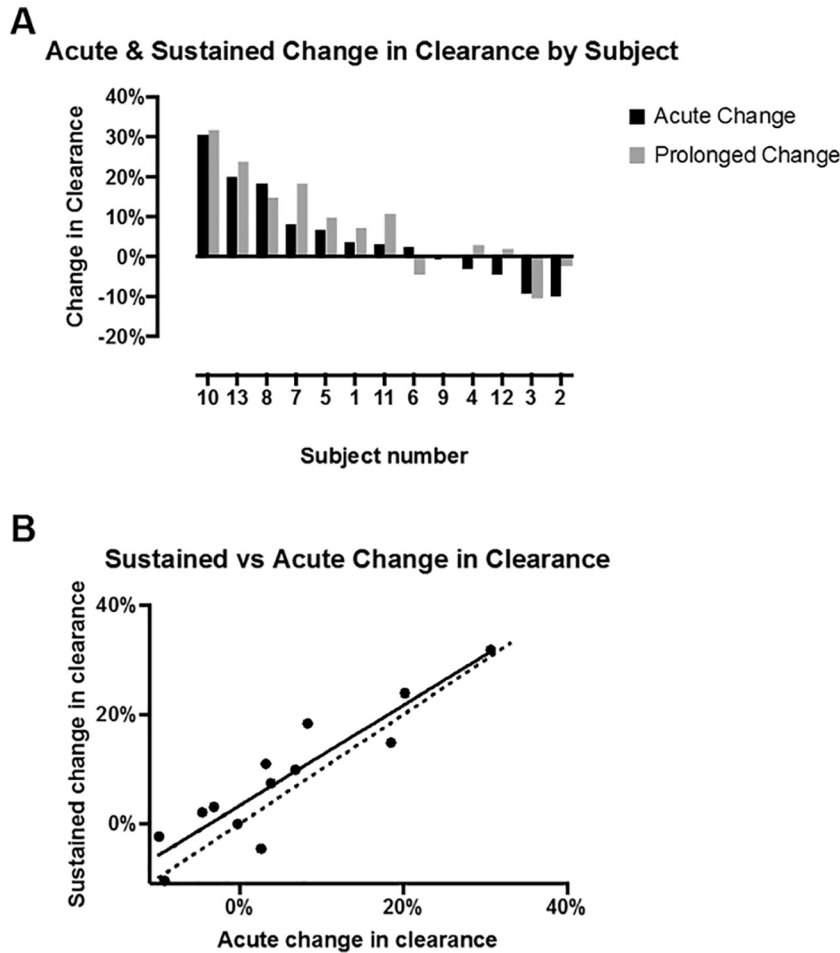 A
Acute & Sustained Change in Clearance by Subject
Change in Clearance
40%
30%
20%
10%
0%
-10%
-20%
Acute Change
Prolonged Change
10 13 8 7 5 1 11 6 9 4 12 3 2
Subject number
B
Sustained vs Acute Change in Clearance
Sustained change in clearance
40%
20%
0%
0% 20% 40%
Acute change in clearance